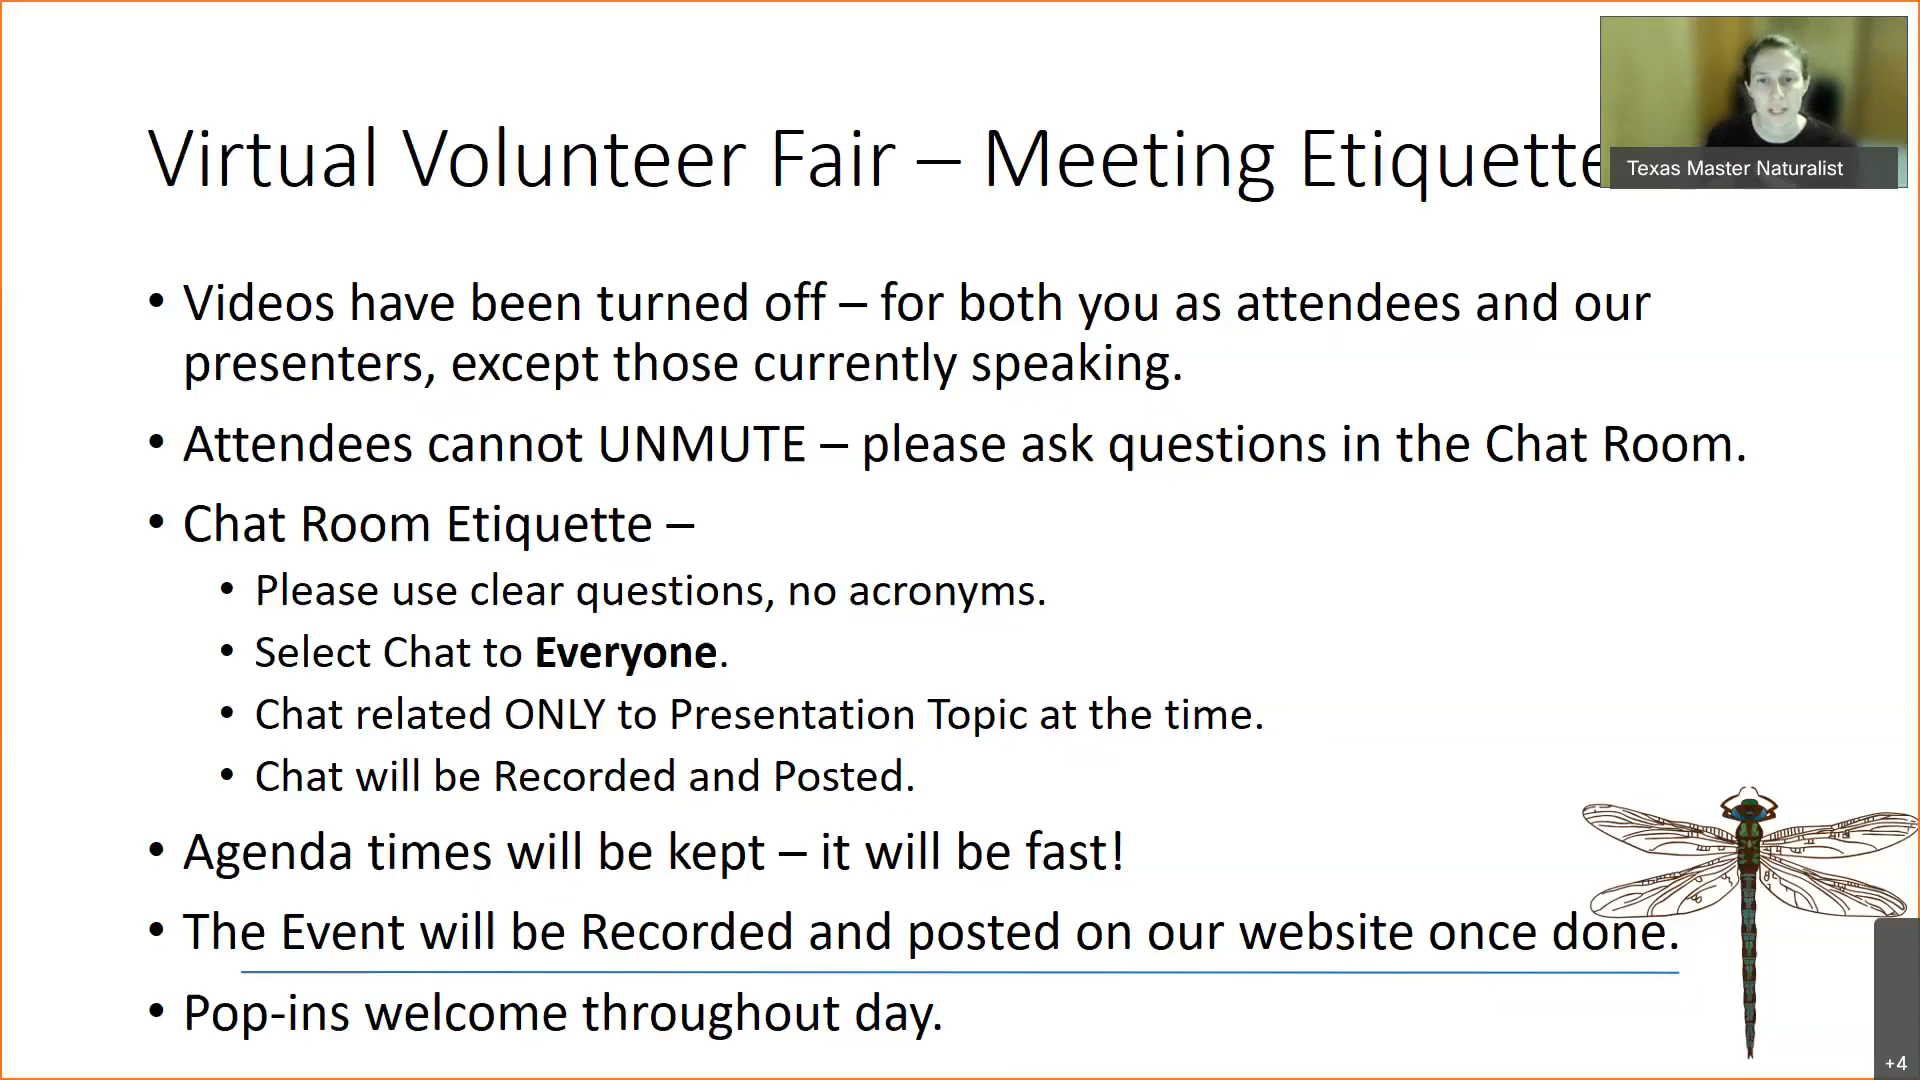 Virtual Volunteer Fair – Meeting Etiquette
Texas Master Naturalist
• Videos have been turned off – for both you as attendees and our
presenters, except those currently speaking.
• Attendees cannot UNMUTE – please ask questions in the Chat Room.
• Chat Room Etiquette –
• Please use clear questions, no acronyms.
• Select Chat to Everyone.
• Chat related ONLY to Presentation Topic at the time.
• Chat will be Recorded and Posted.
• Agenda times will be kept – it will be fast!
• The Event will be Recorded and posted on our website once done.
• Pop-ins welcome throughout day.
+4